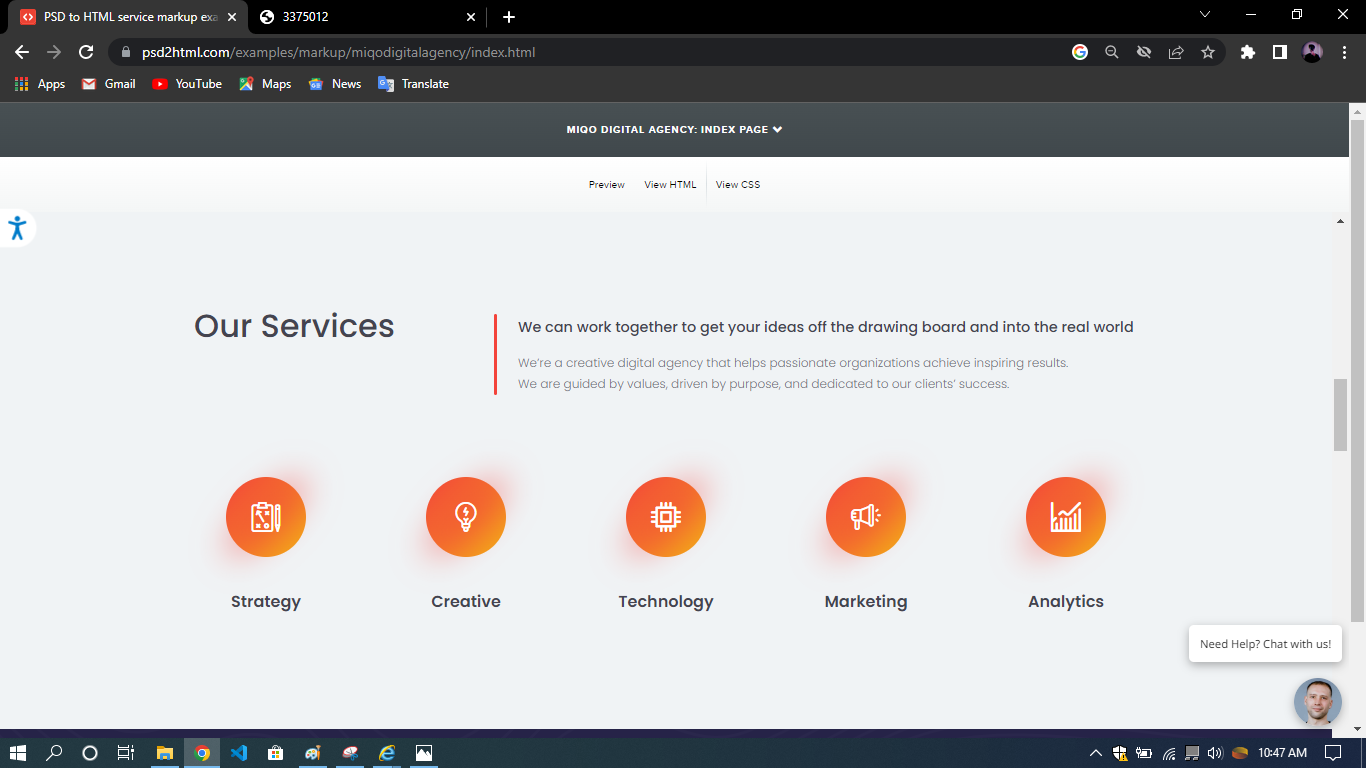 PSD to HTML service markup exa
3375012
psd2html.com/examples/markup/miqodigitalagency/index.html
Apps
Gmail
YouTube
Maps
News
Translate
MIQO DIGITAL AGENCY: INDEX PAGE
Preview
View HTML
View CSS
Our Services
We can work together to get your ideas off the drawing board and into the real world
We’re a creative digital agency that helps passionate organizations achieve inspiring results.
We are guided by values, driven by purpose, and dedicated to our clients’ success.
Strategy
Creative
Technology
Marketing
Analytics
Need Help? Chat with us!
10:47 AM